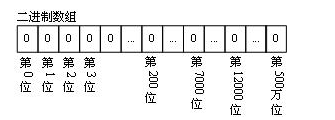 二进制数组
0 0 0 0 0 ... 0 ... 0 ... 0 ... 0
第0位
第1位
第2位
第3位
第200位
第7000位
第12000位
第500万位